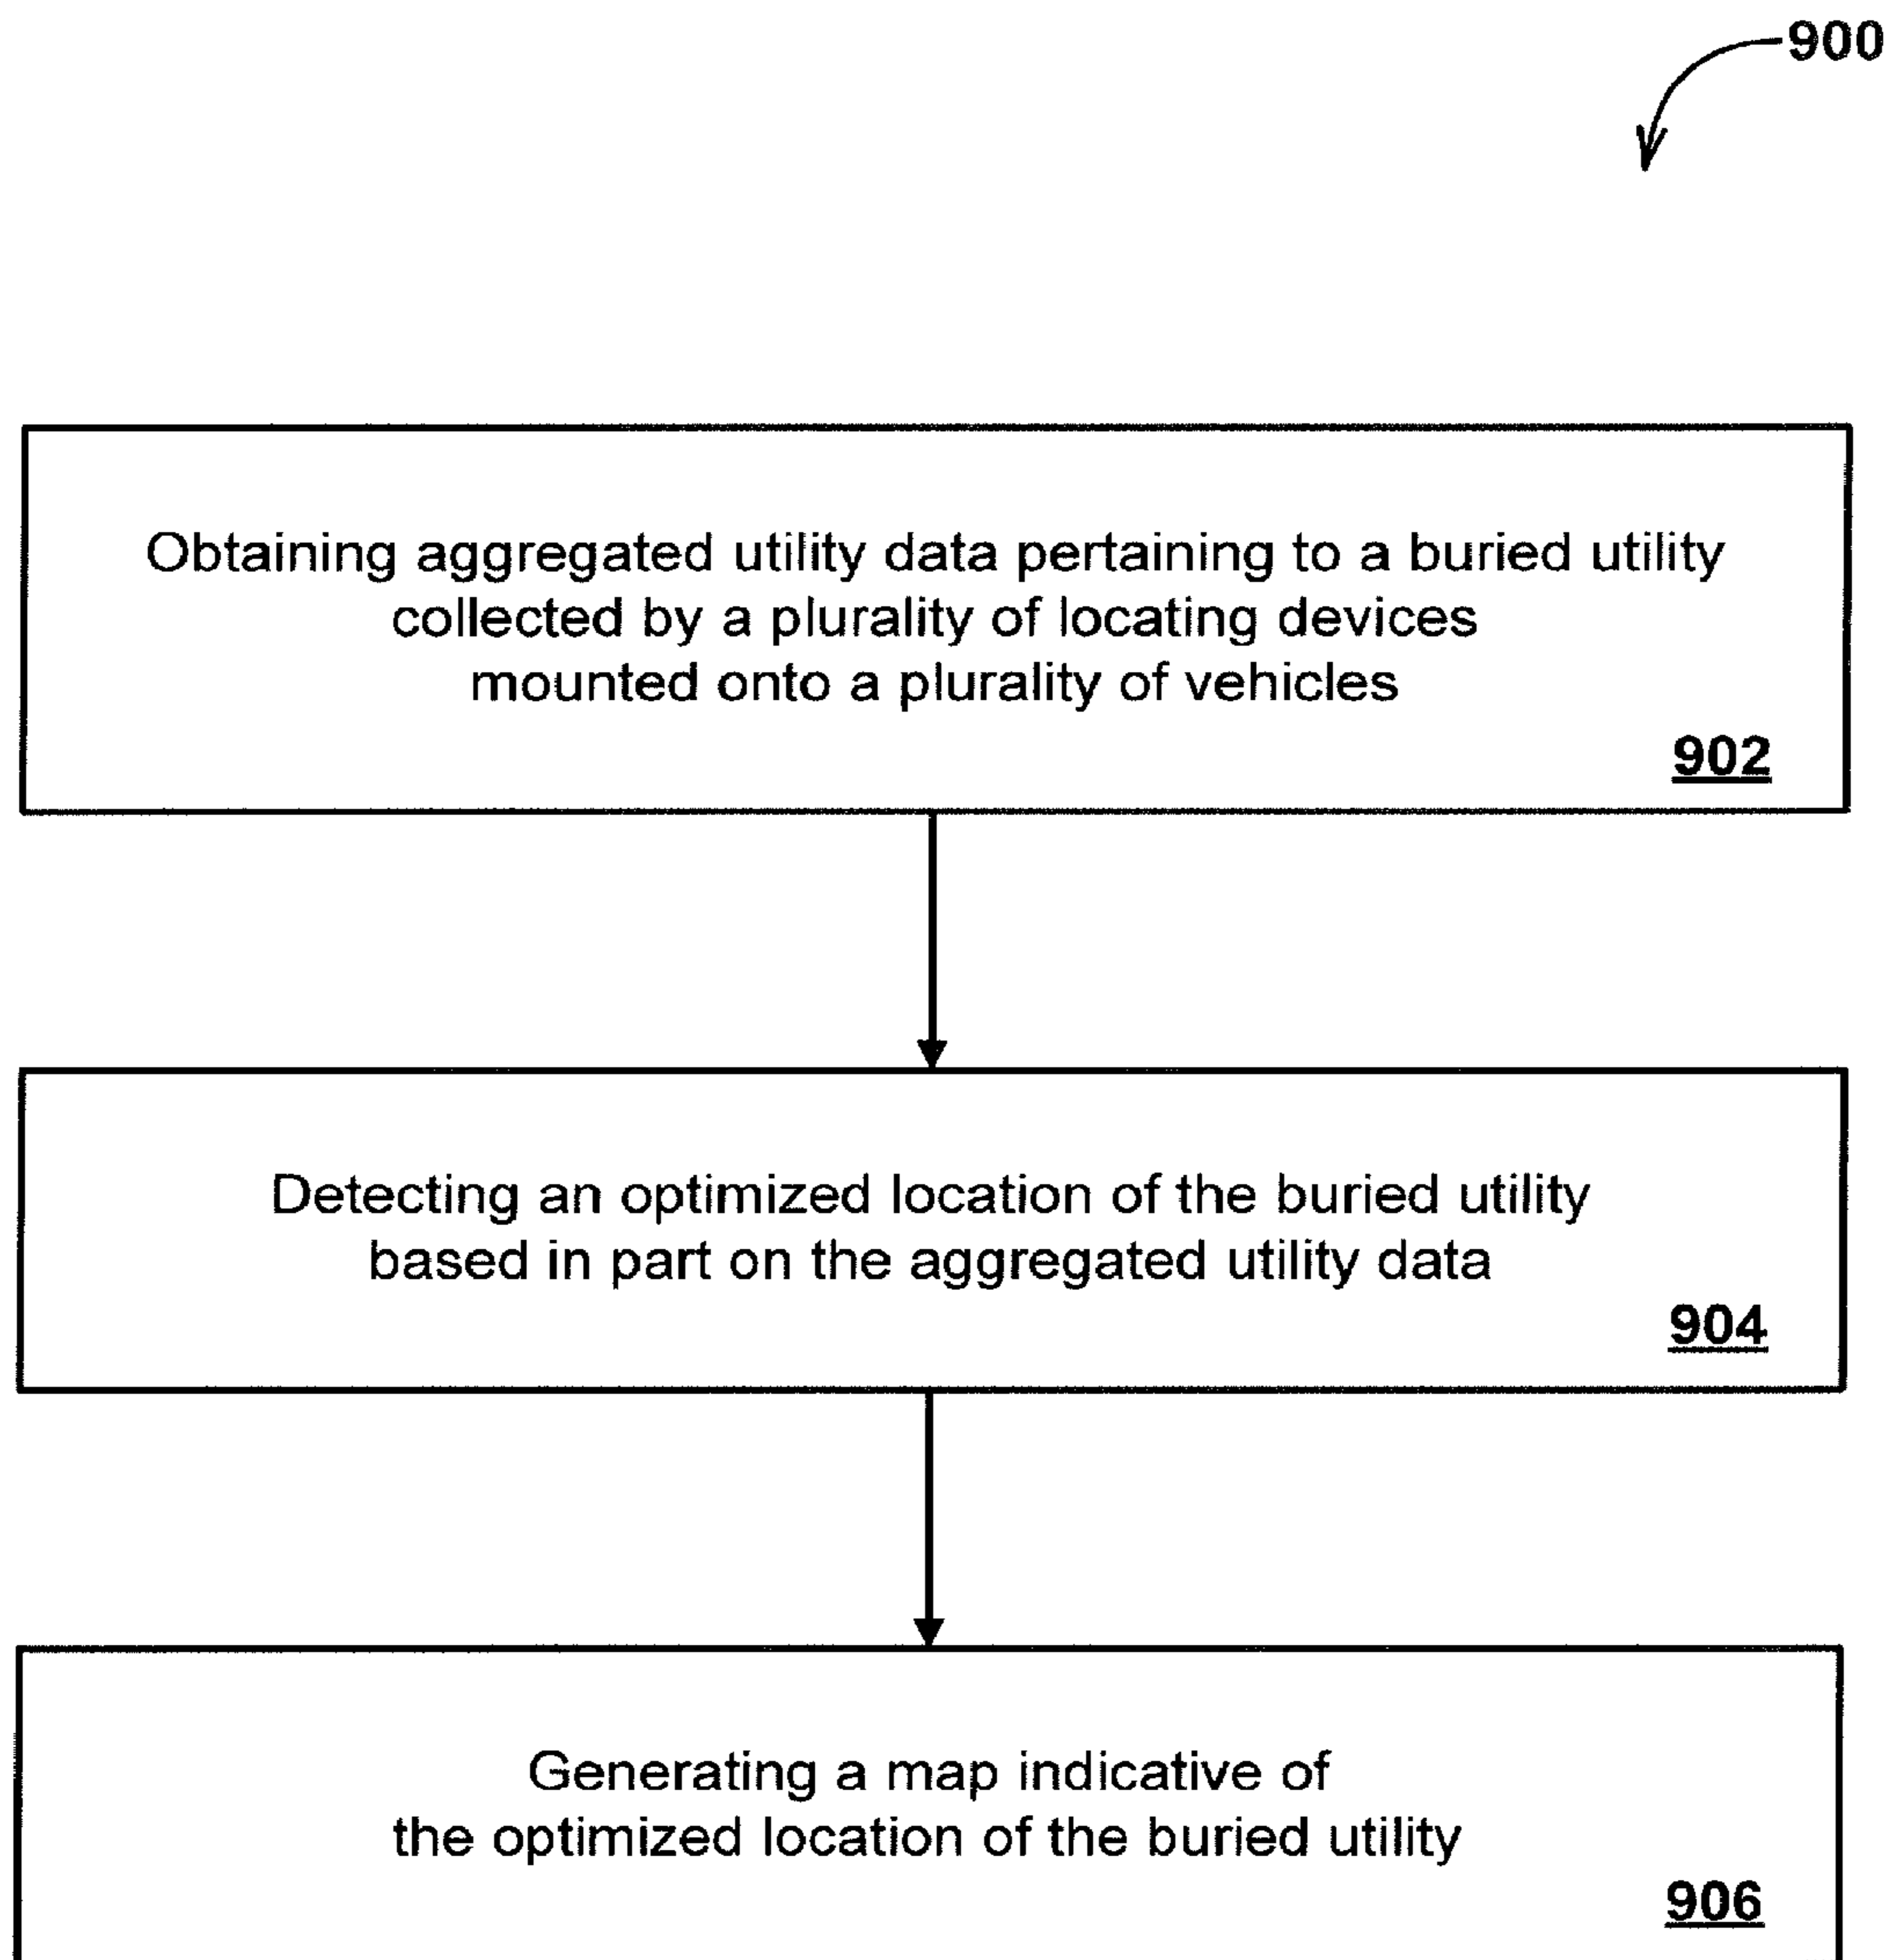 900
Obtaining aggregated utility data pertaining to a buried utility
collected by a plurality of locating devices
mounted onto a plurality of vehicles
902
Detecting an optimized location of the buried utility
based in part on the aggregated utility data
904
Generating a map indicative of
the optimized location of the buried utility
906